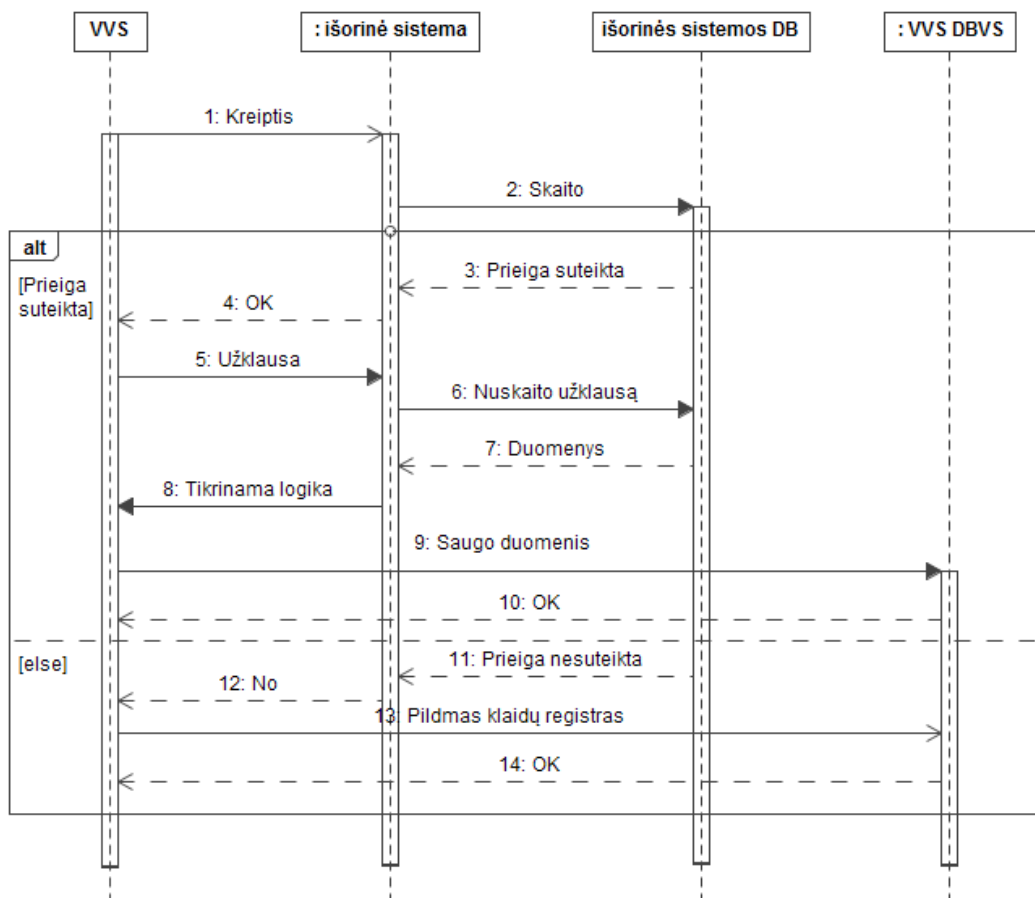 VVS
: išorinė sistema
išorinės sistemos DB
: VVS DBVS
1: Kreiptis
2: Skaito
alt
[Prieiga
suteikta]
3: Prieiga suteikta
4: OK
5: Užklausa
6: Nuskaito užklausą
7: Duomenys
8: Tikrinama logika
9: Saugo duomenis
10: OK
[else]
11: Prieiga nesuteikta
12: No
13: Pildmas klaidų registras
14: OK